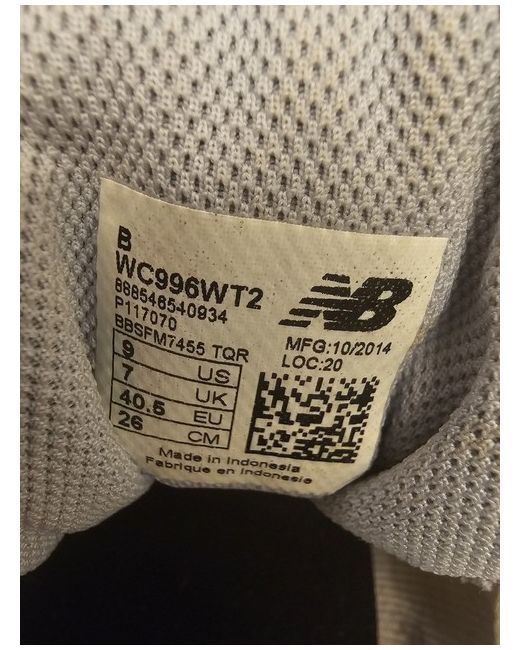 B
WC996WT2
888546540934
P117070
BBSFM7455 TQR
9 US
7 UK
40.5 EU
26 CM
NB
MFG:10/2014
LOC:20
Made in Indonesia
Fabrique en Indonesie